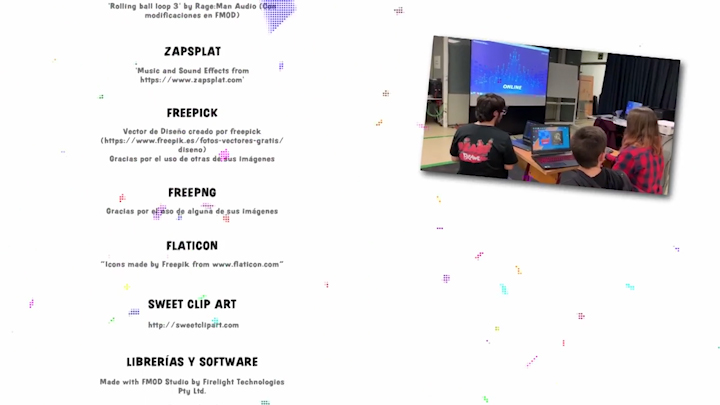 'Rolling ball loop 3' by Rage:Man Audio (Con
modificaciones en FMOD)
ZAPSPLAT
'Music and Sound Effects from
https://www.zapsplat.com'
FREEPICK
Vector de Diseño creado por freepick
(https://www.freepik.es/fotos-vectores-gratis/
diseno)
Gracias por el uso de otras de sus imágenes
FREEPNG
Gracias por el uso de alguna de sus imágenes
FLATICON
"Icons made by Freepik from www.flaticon.com"
SWEET CLIP ART
http://sweetclipart.com
LIBRERÍAS Y SOFTWARE
Made with FMOD Studio by Firelight Technologies
Pty Ltd.
ONLINE